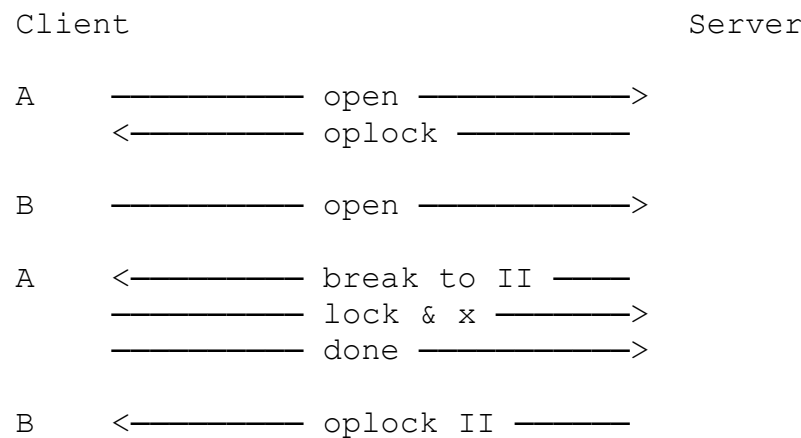 Client Server
A open
oplock
B open
A break to II
lock & x
done
B oplock II